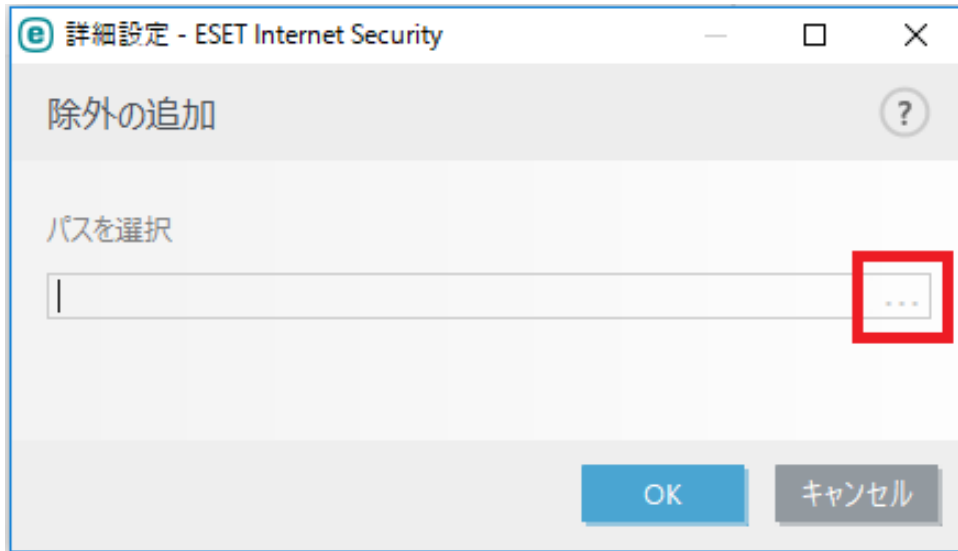 詳細設定 - ESET Internet Security
除外の追加
?
パスを選択
...
OK
キャンセル